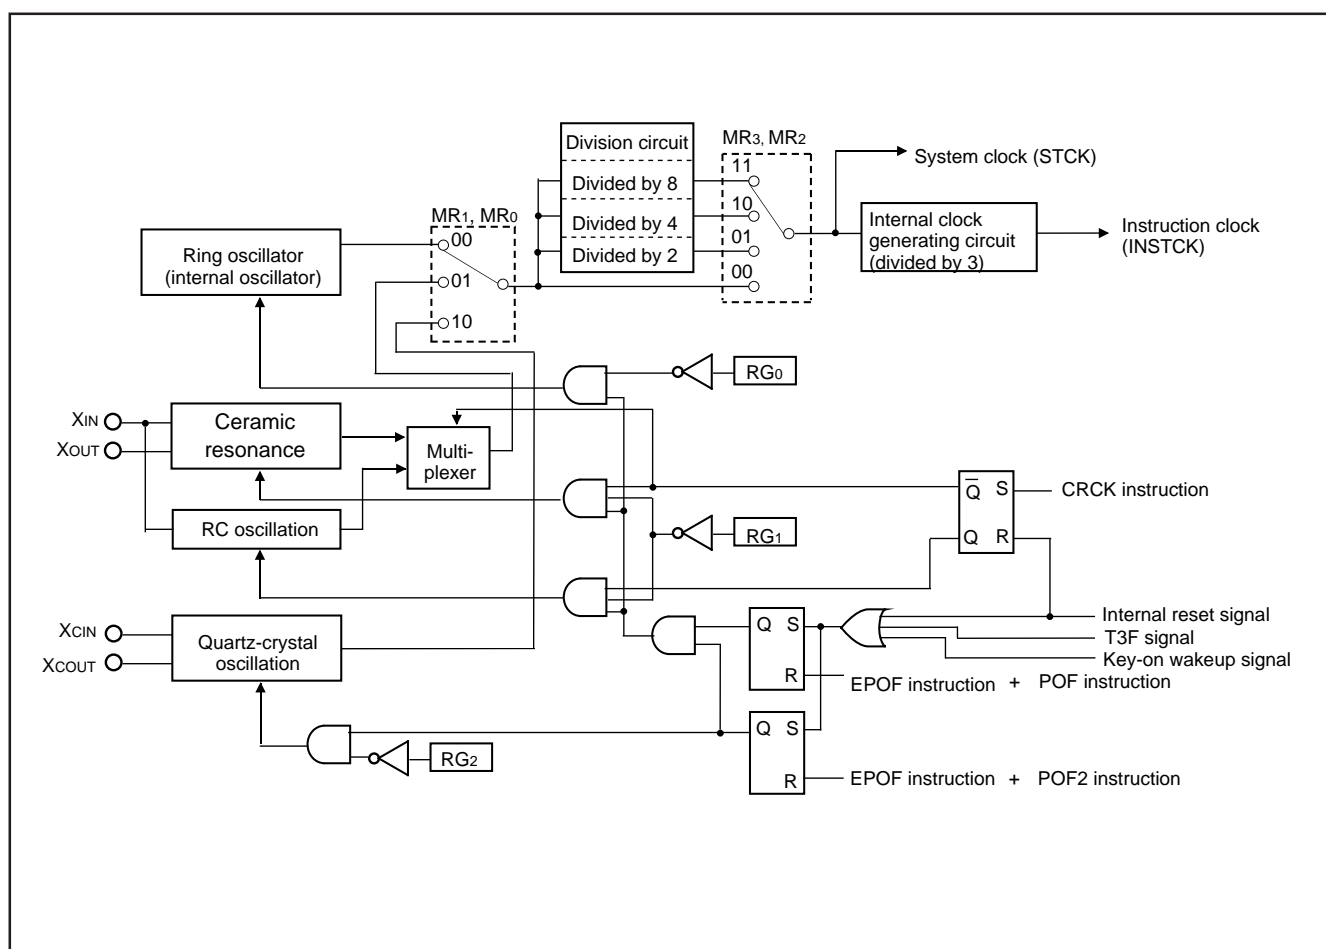 Division circuit
Divided by 8
Divided by 4
Divided by 2
MR3, MR2
11
10
01
00
System clock (STCK)
Internal clock
generating circuit
(divided by 3)
Instruction clock
(INSTCK)
MR1, MR0
00
01
10
Ring oscillator
(internal oscillator)
RG0
XIN
XOUT
Ceramic
resonance
Multi-
plexer
RC oscillation
RG1
Q̅ S
Q R
CRCK instruction
XCIN
XCOUT
Quartz-crystal
oscillation
Q S
R
Internal reset signal
T3F signal
Key-on wakeup signal
EPOF instruction + POF instruction
RG2
Q S
R
EPOF instruction + POF2 instruction